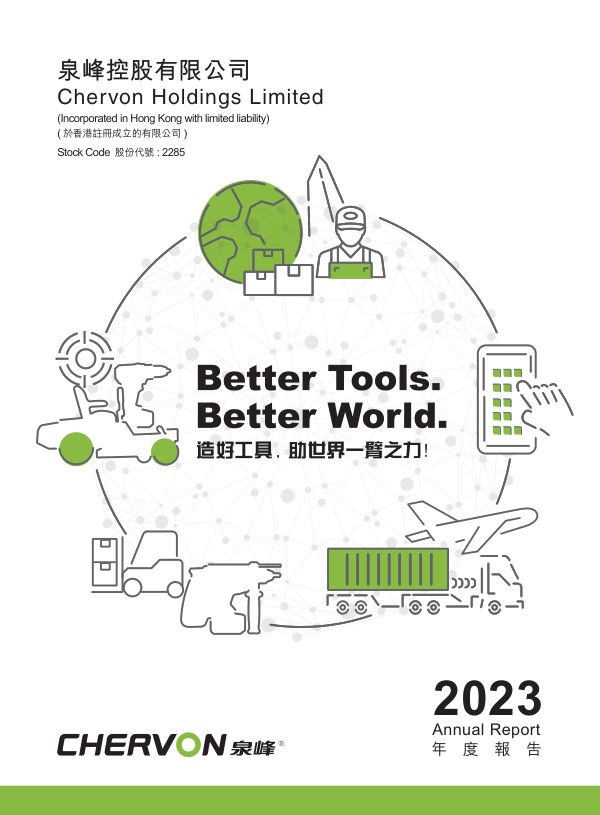 泉峰控股有限公司
Chervon Holdings Limited
(Incorporated in Hong Kong with limited liability)
( 於香港註冊成立的有限公司 )
Stock Code 股份代號 : 2285
Better Tools.
Better World.
造好工具，助世界一臂之力！
2023
Annual Report
年度報告
CHERVON 泉峰®